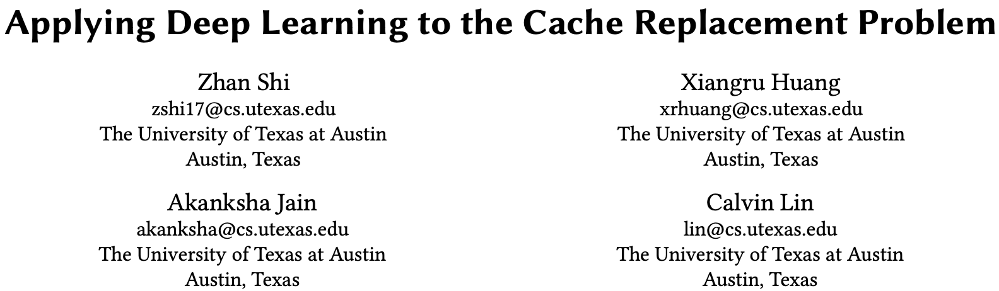 Applying Deep Learning to the Cache Replacement Problem
Zhan Shi
zshi17@cs.utexas.edu
The University of Texas at Austin
Austin, Texas
Xiangru Huang
xrhuang@cs.utexas.edu
The University of Texas at Austin
Austin, Texas
Akanksha Jain
akanksha@cs.utexas.edu
The University of Texas at Austin
Austin, Texas
Calvin Lin
lin@cs.utexas.edu
The University of Texas at Austin
Austin, Texas